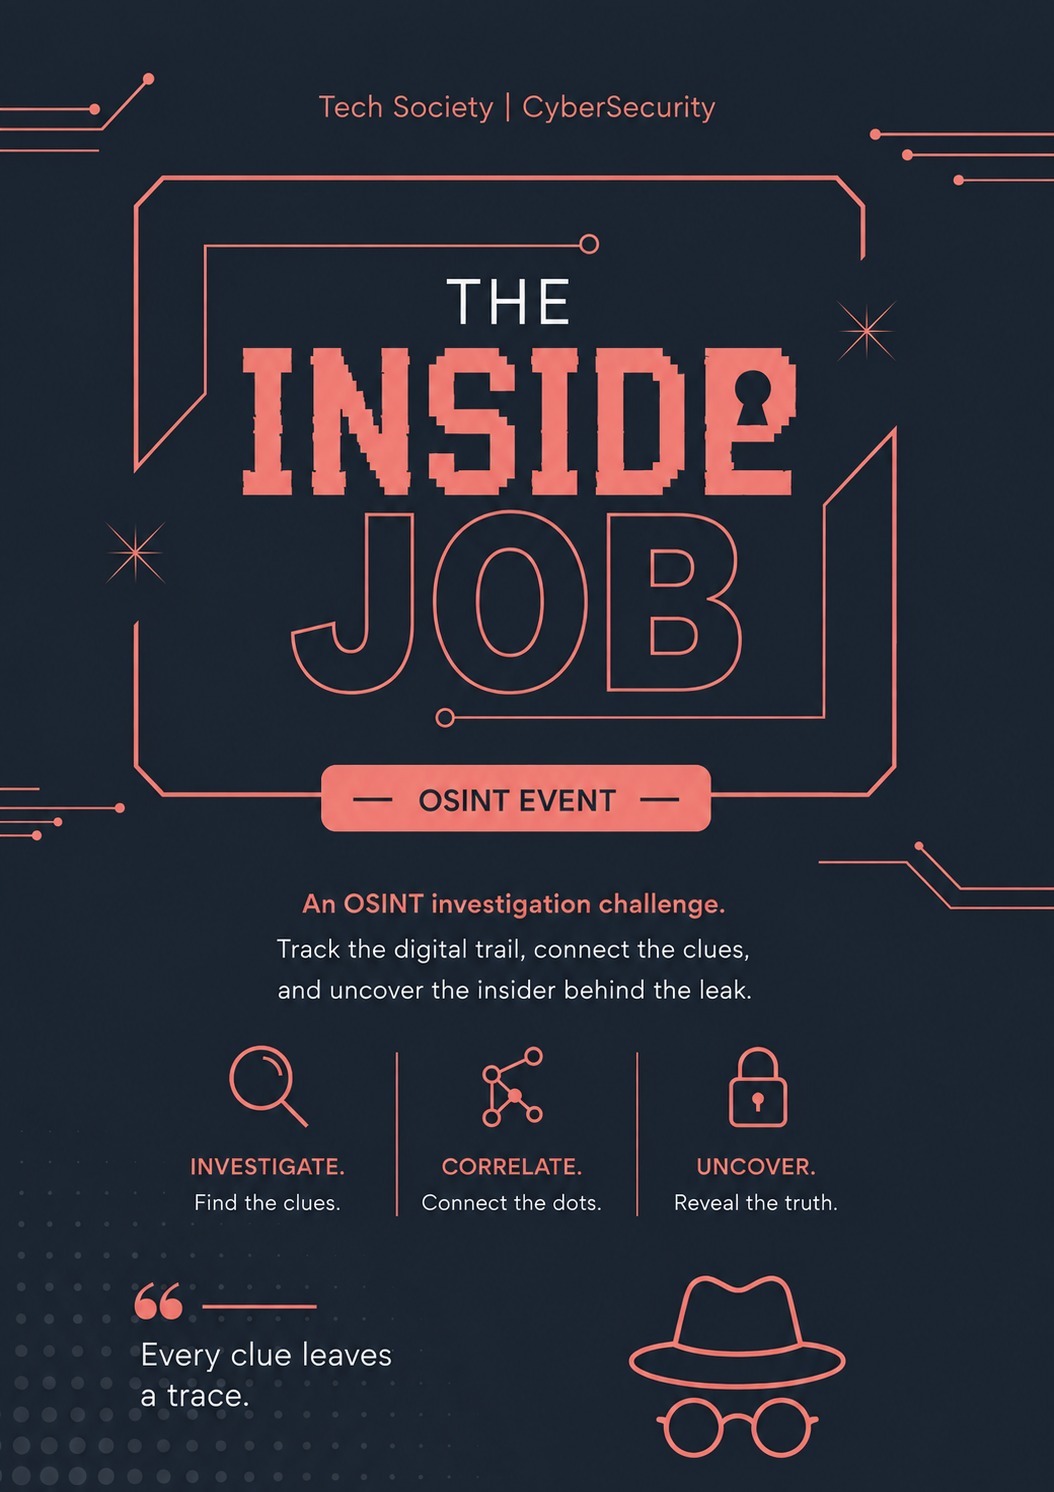 Tech Society | CyberSecurity
THE
INSIDE
JOB
— OSINT EVENT —
An OSINT investigation challenge.
Track the digital trail, connect the clues,
and uncover the insider behind the leak.
INVESTIGATE.
Find the clues.
CORRELATE.
Connect the dots.
UNCOVER.
Reveal the truth.
“
Every clue leaves
a trace.